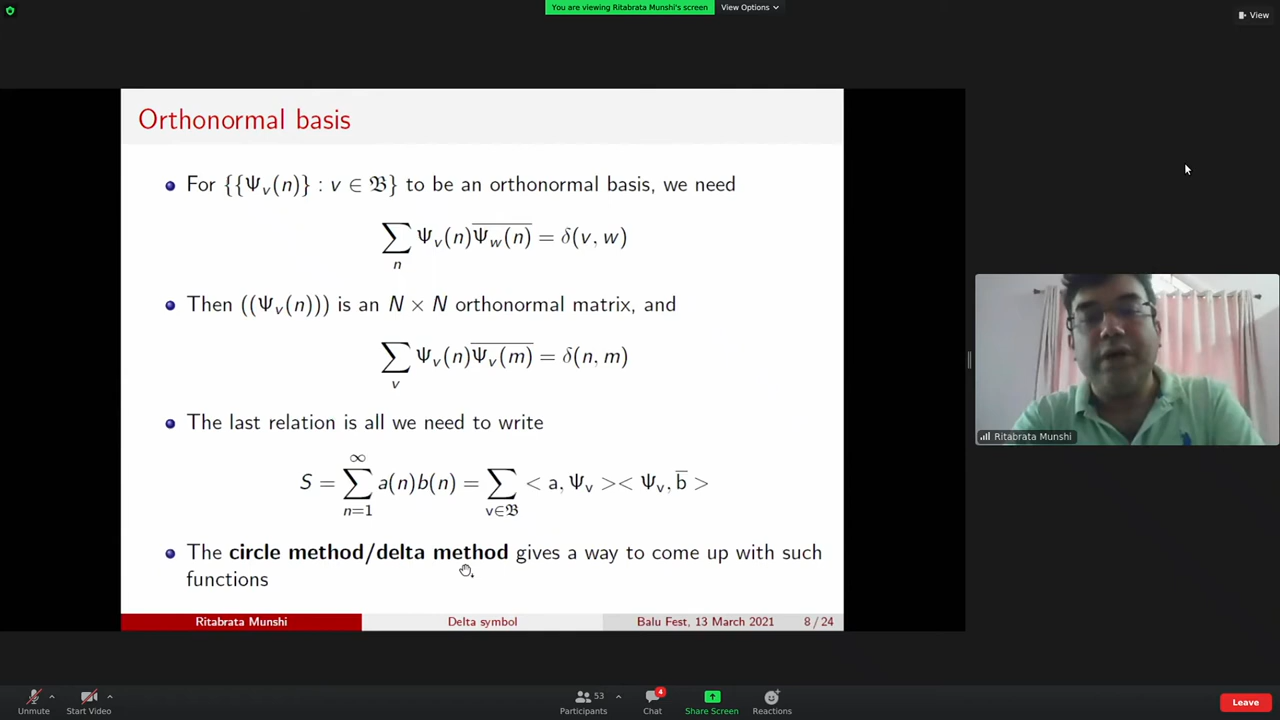 You are viewing Ritabrata Munshi's screen View Options
View
Orthonormal basis
For {{Ψ_v(n)} : v ∈ 𝔅} to be an orthonormal basis, we need
∑_n Ψ_v(n)\overline{Ψ_w(n)} = δ(v, w)
Then ((Ψ_v(n))) is an N × N orthonormal matrix, and
∑_v Ψ_v(n)\overline{Ψ_v(m)} = δ(n, m)
The last relation is all we need to write
S = ∑_{n=1}^∞ a(n)b(n) = ∑_{v∈𝔅} < a, Ψ_v >< Ψ_v, \overline{b} >
The circle method/delta method gives a way to come up with such
functions
Ritabrata Munshi Delta symbol Balu Fest, 13 March 2021 8 / 24
Ritabrata Munshi
Unmute Start Video 53 Participants 4 Chat Share Screen Reactions Leave